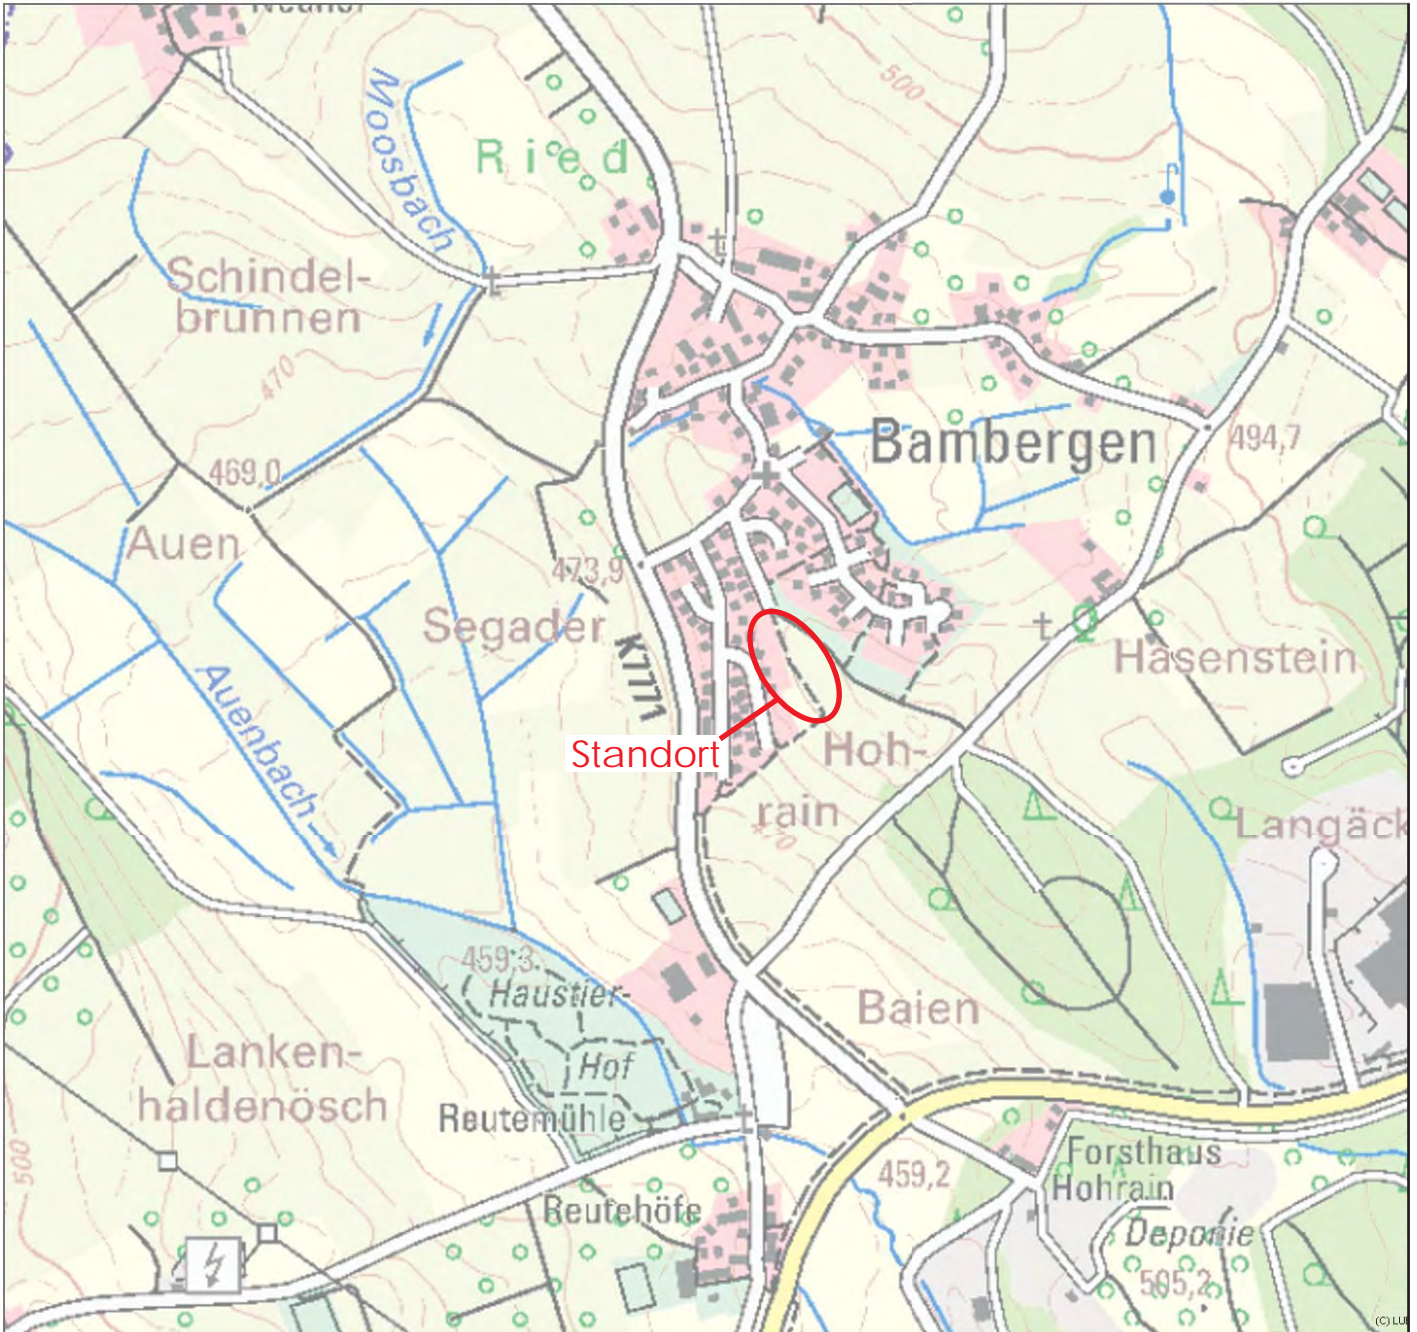 Neuhof
Moosbach
500
Ried
Schindel-
brunnen
470
Bambergen
494,7
469,0
Auen
473,9
Segader
K7771
Hasenstein
Auenbach
Standort
Hoh-
rain
Langäck
459,3
Haustier-
Hof
Baien
Lanken-
haldenösch
Reutemühle
500
Forsthaus
Hohrain
459,2
Reutehöfe
Deponie
505,2
(C) LU